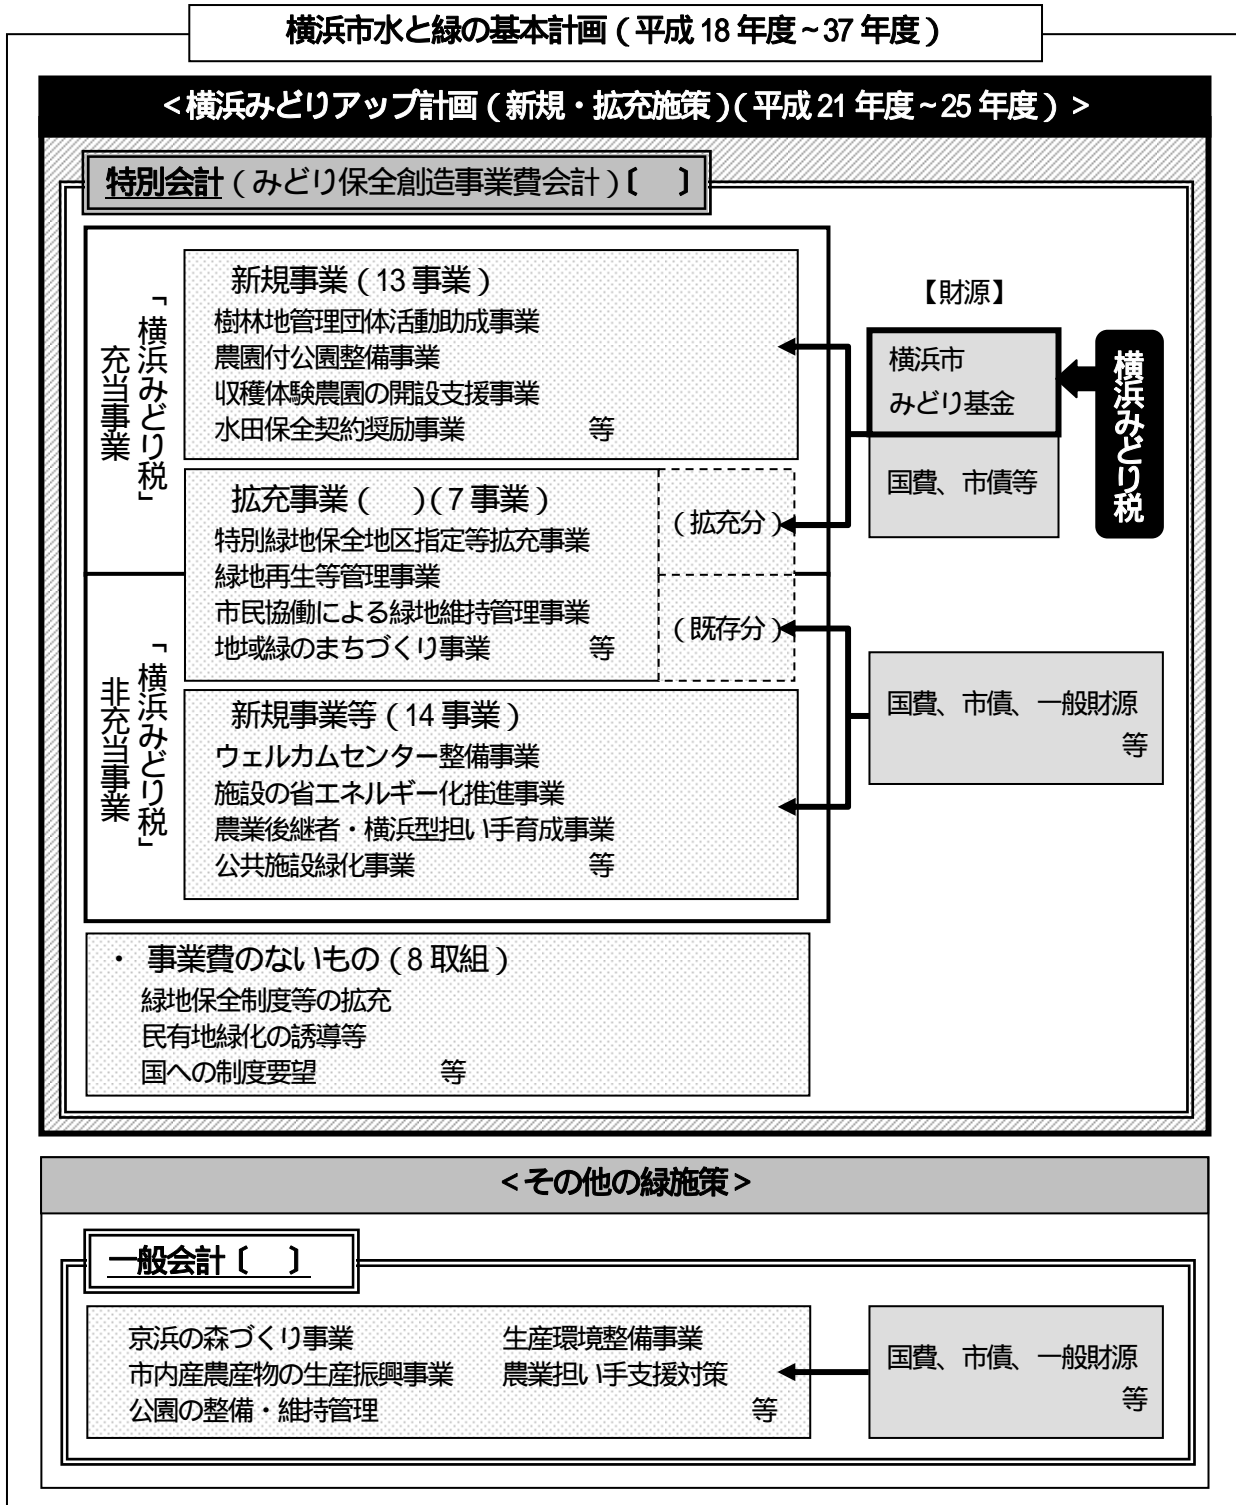 横浜市水と緑の基本計画（平成18年度~37年度）
<横浜みどりアップ計画（新規・拡充施策）（平成21年度~25年度）>
特別会計（みどり保全創造事業費会計）〔　〕
「横浜みどり税」
充当事業
新規事業（13事業）
樹林地管理団体活動助成事業
農園付公園整備事業
収穫体験農園の開設支援事業
水田保全契約奨励事業　等
【財源】
横浜市
みどり基金
横浜みどり税
国費、市債等
拡充事業（　）（7事業）
特別緑地保全地区指定等拡充事業
緑地再生等管理事業
市民協働による緑地維持管理事業
地域緑のまちづくり事業　等
（拡充分）
（既存分）
「横浜みどり税」
非充当事業
新規事業等（14事業）
ウェルカムセンター整備事業
施設の省エネルギー化推進事業
農業後継者・横浜型担い手育成事業
公共施設緑化事業　等
国費、市債、一般財源
等
・ 事業費のないもの（8取組）
緑地保全制度等の拡充
民有地緑化の誘導等
国への制度要望　等
<その他の緑施策>
一般会計〔　〕
京浜の森づくり事業　生産環境整備事業
市内産農産物の生産振興事業　農業担い手支援対策
公園の整備・維持管理　等
国費、市債、一般財源
等